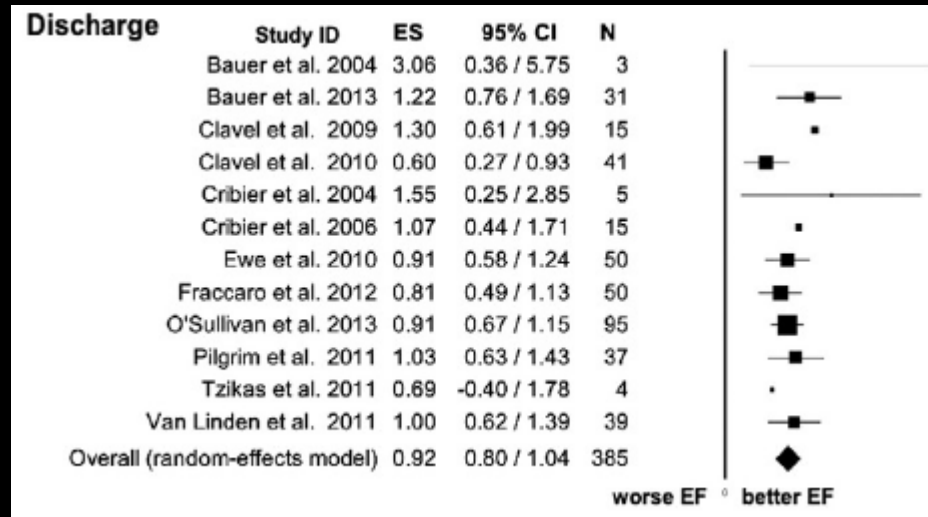 Discharge
Study ID ES 95% CI N
Bauer et al. 2004 3.06 0.36 / 5.75 3
Bauer et al. 2013 1.22 0.76 / 1.69 31
Clavel et al. 2009 1.30 0.61 / 1.99 15
Clavel et al. 2010 0.60 0.27 / 0.93 41
Cribier et al. 2004 1.55 0.25 / 2.85 5
Cribier et al. 2006 1.07 0.44 / 1.71 15
Ewe et al. 2010 0.91 0.58 / 1.24 50
Fraccaro et al. 2012 0.81 0.49 / 1.13 50
O'Sullivan et al. 2013 0.91 0.67 / 1.15 95
Pilgrim et al. 2011 1.03 0.63 / 1.43 37
Tzikas et al. 2011 0.69 -0.40 / 1.78 4
Van Linden et al. 2011 1.00 0.62 / 1.39 39
Overall (random-effects model) 0.92 0.80 / 1.04 385
worse EF 0 better EF